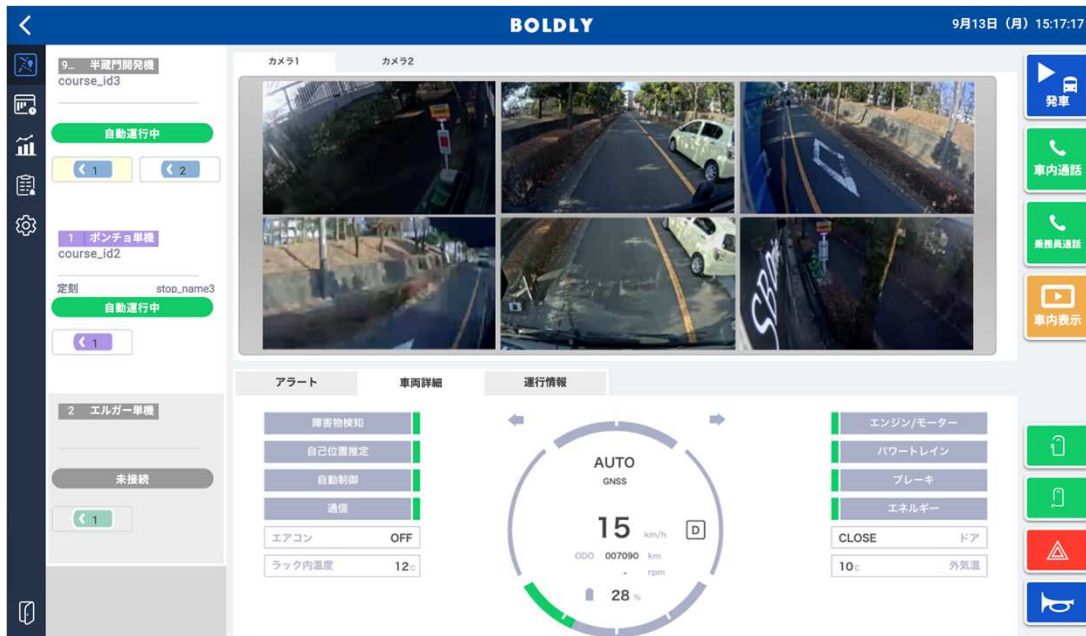 BOLDLY
9月13日（月）15:17:17
9... 半蔵門開発機
course_id3
自動運行中
1
2
1 ポンチョ単機
course_id2
定刻 stop_name3
自動運行中
1
2 エルガー単機
未接続
1
カメラ1 カメラ2
SBdri
アラート 車両詳細 運行情報
障害物検知
自己位置推定
自動制御
通信
エアコン OFF
ラック内温度 12℃
AUTO
GNSS
15 km/h D
ODO 007090 km
- rpm
28 %
エンジン/モーター
パワートレイン
ブレーキ
エネルギー
CLOSE ドア
10℃ 外気温
発車
車内通話
乗務員通話
車内表示